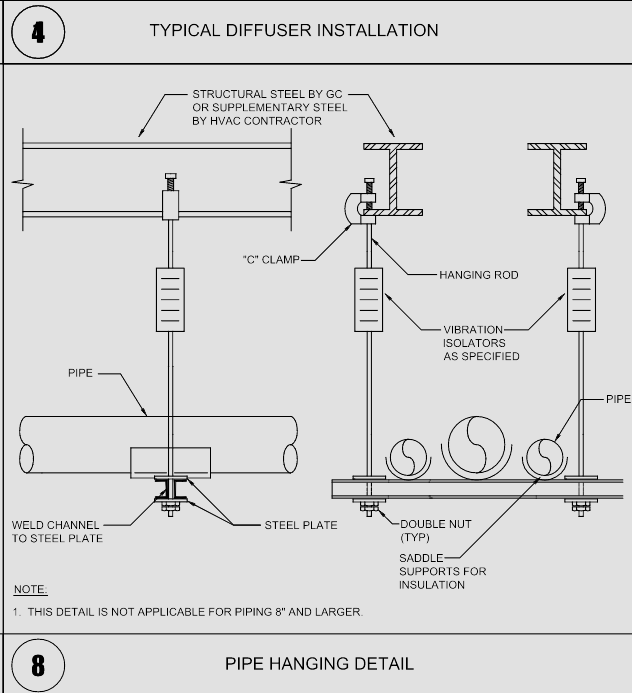 4
TYPICAL DIFFUSER INSTALLATION
STRUCTURAL STEEL BY GC
OR SUPPLEMENTARY STEEL
BY HVAC CONTRACTOR
"C" CLAMP
HANGING ROD
VIBRATION
ISOLATORS
AS SPECIFIED
PIPE
PIPE
WELD CHANNEL
TO STEEL PLATE
STEEL PLATE
DOUBLE NUT
(TYP)
SADDLE
SUPPORTS FOR
INSULATION
NOTE:
1. THIS DETAIL IS NOT APPLICABLE FOR PIPING 8" AND LARGER.
8
PIPE HANGING DETAIL